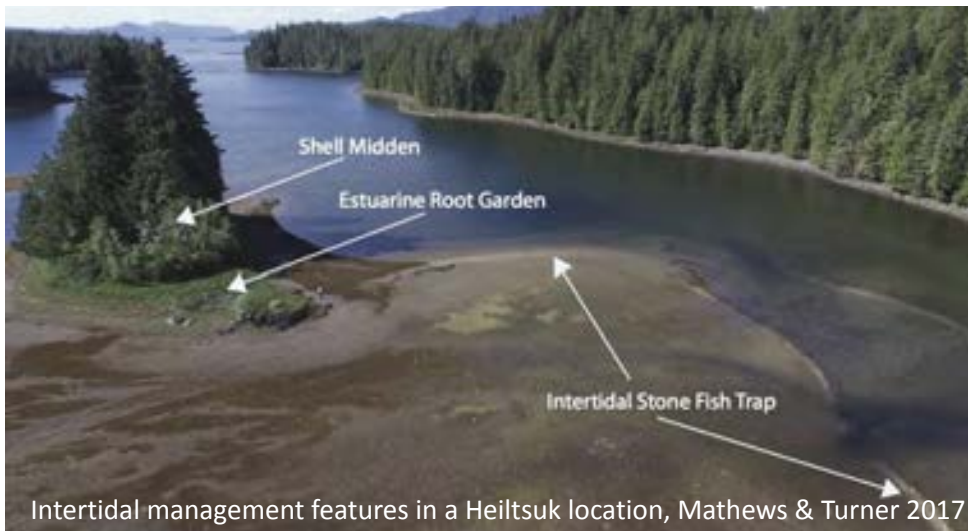 Shell Midden
Estuarine Root Garden
Intertidal Stone Fish Trap
Intertidal management features in a Heiltsuk location, Mathews & Turner 2017